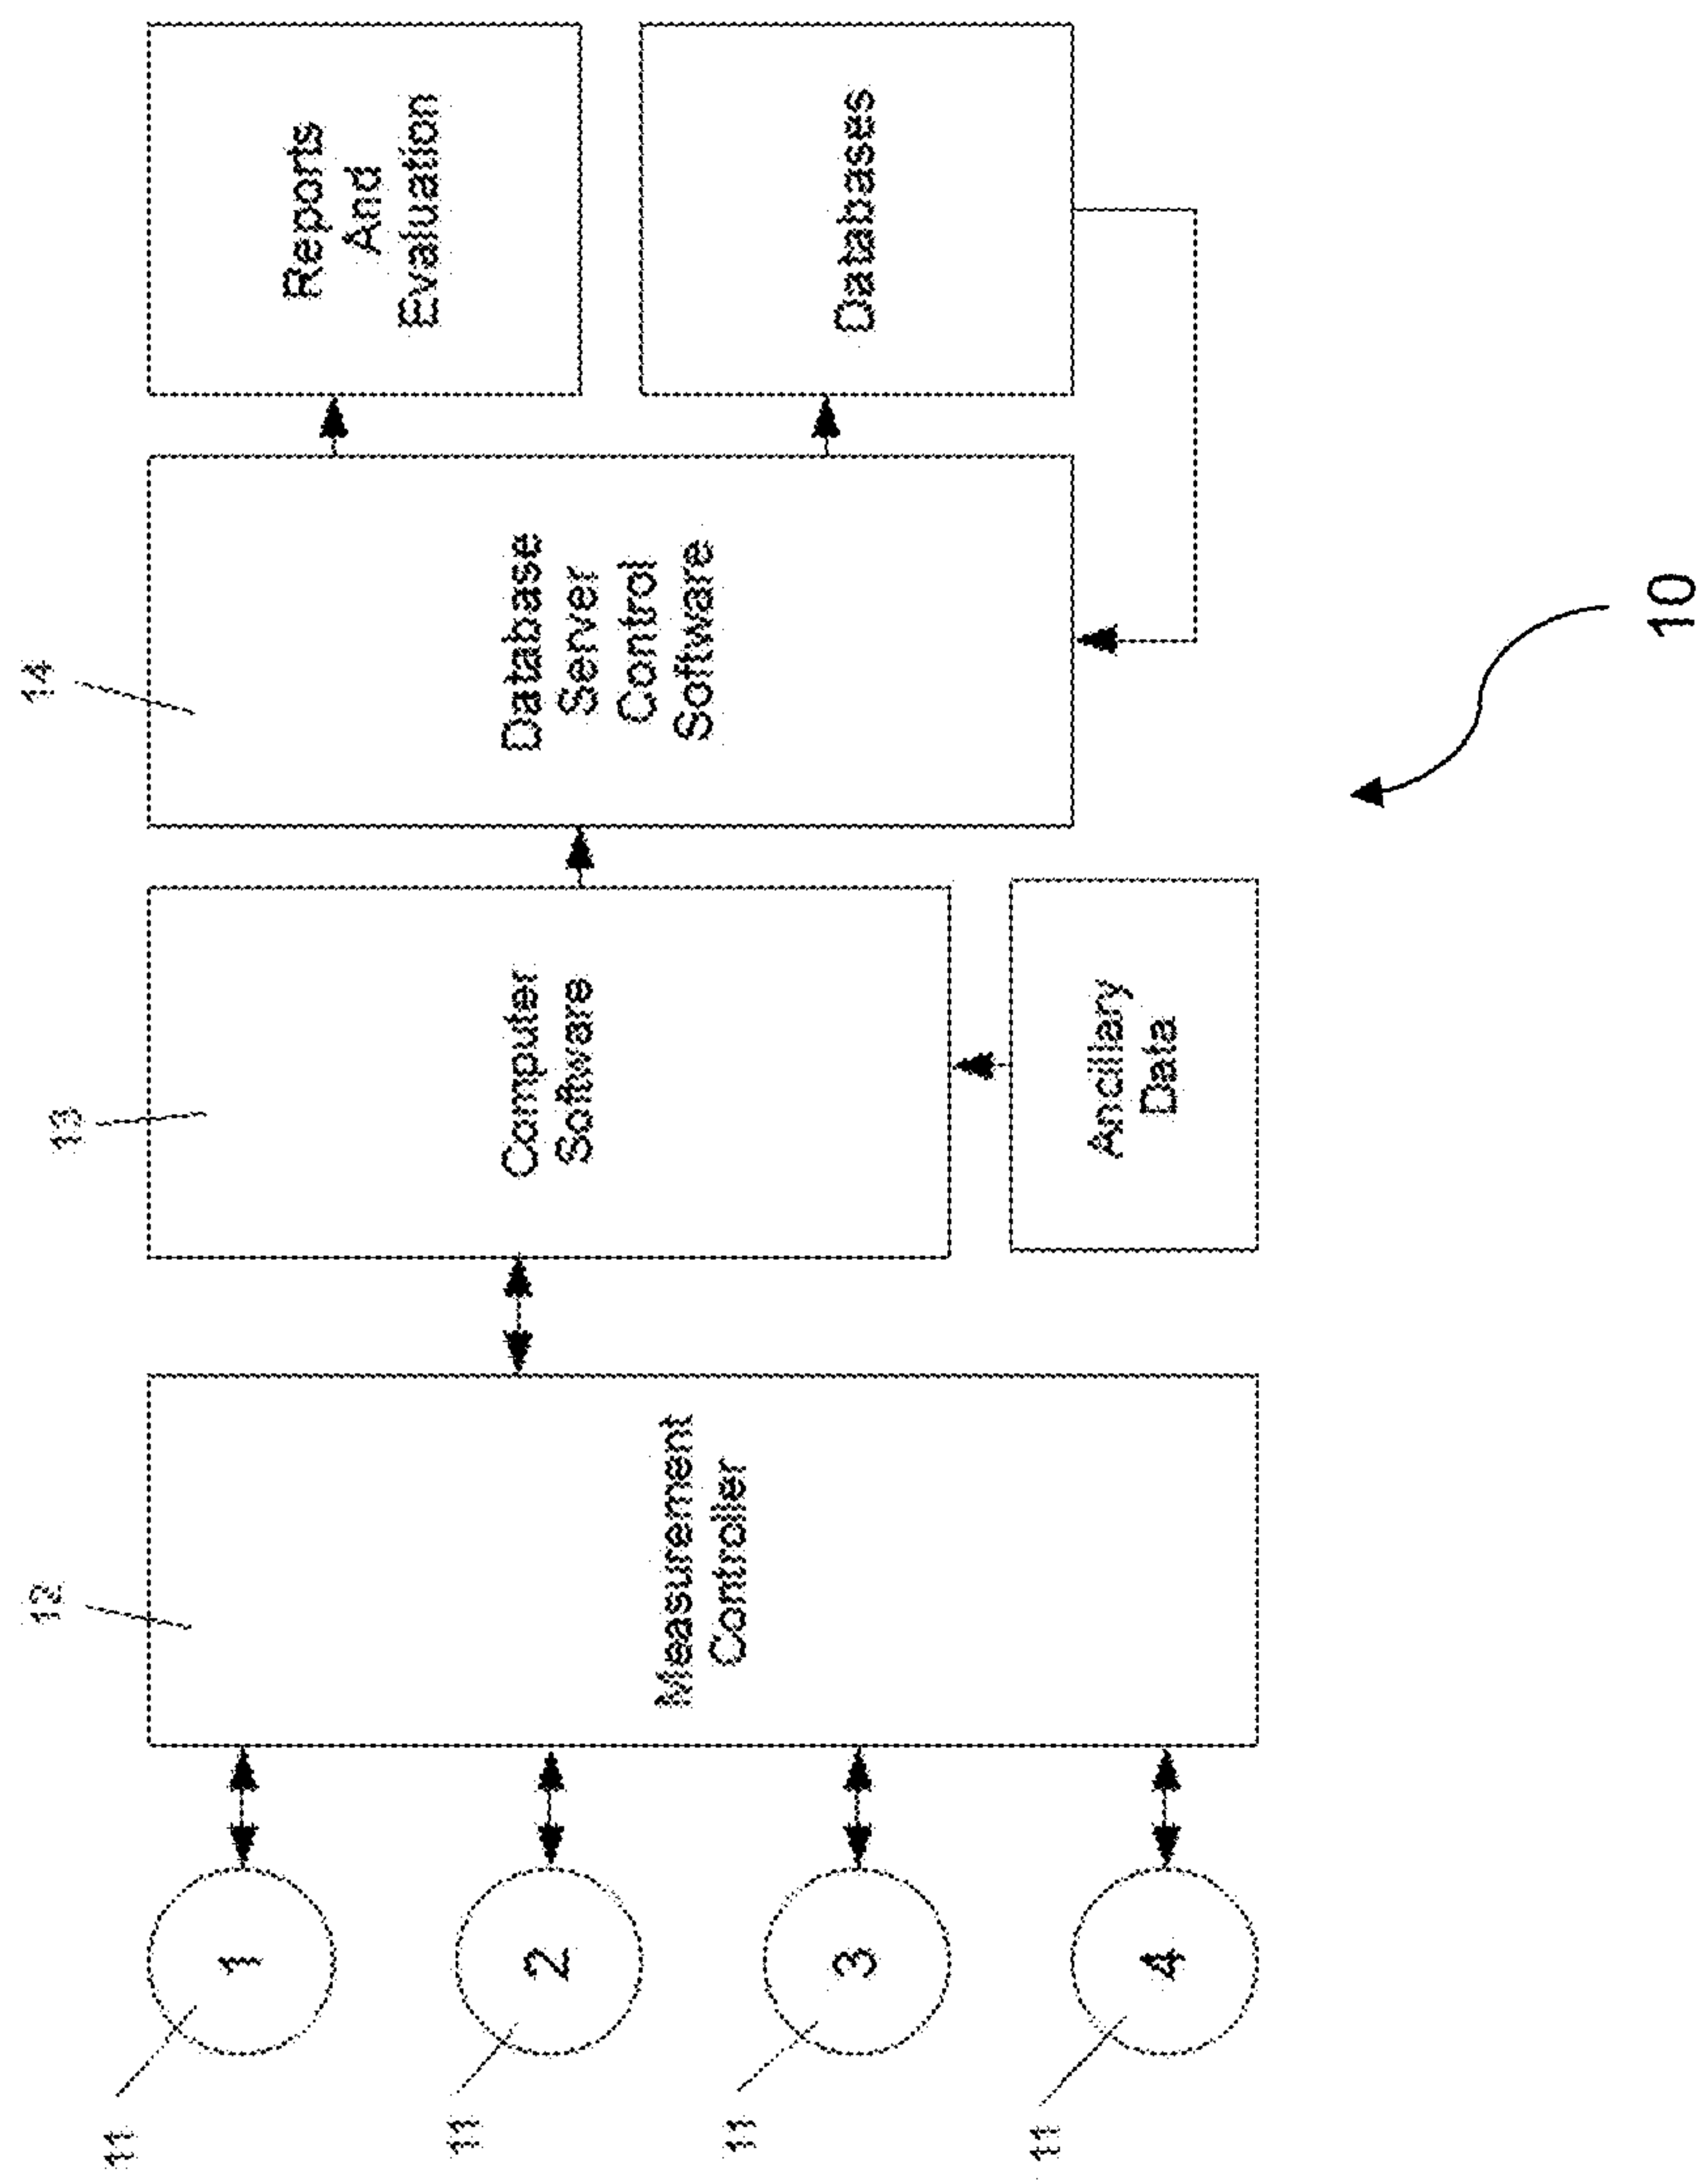 14
13
12
Reports
And
Evaluation
Databases
Database
Server
Control
Software
Computer
Software
Ancillary
Data
Measurement
Controller
1
2
3
4
11
11
11
11
10